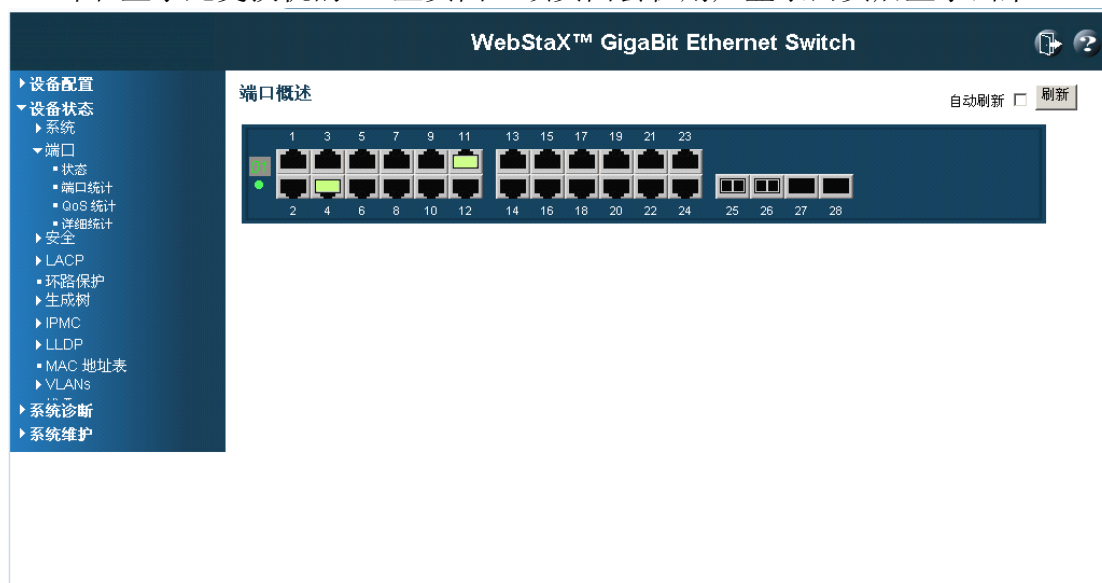 WebStaX™ GigaBit Ethernet Switch
设备配置
设备状态
系统
端口
状态
端口统计
QoS 统计
详细统计
安全
LACP
环路保护
生成树
IPMC
LLDP
MAC 地址表
VLANs
系统诊断
系统维护
端口概述
自动刷新 刷新
1 3 5 7 9 11 13 15 17 19 21 23
2 4 6 8 10 12 14 16 18 20 22 24 25 26 27 28